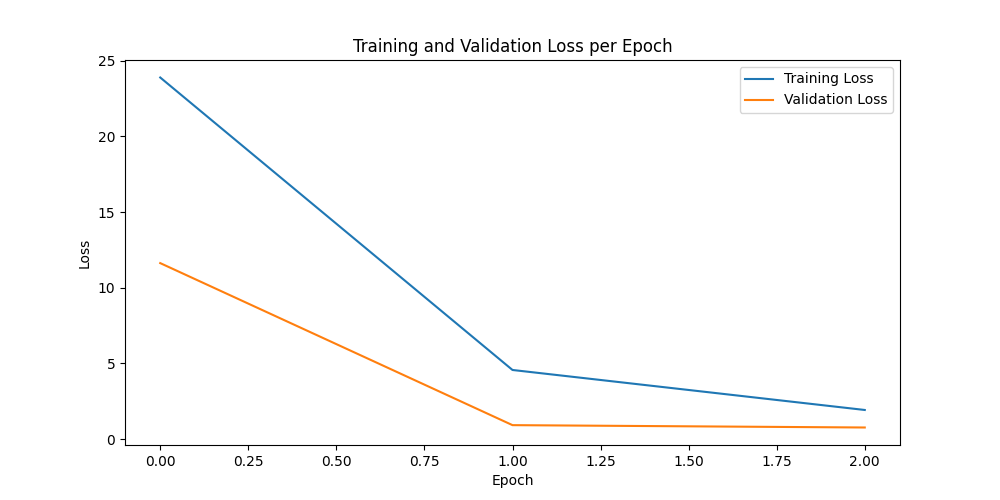 Training and Validation Loss per Epoch
25
20
15
10
5
0
Loss
Training Loss
Validation Loss
0.00 0.25 0.50 0.75 1.00 1.25 1.50 1.75 2.00
Epoch